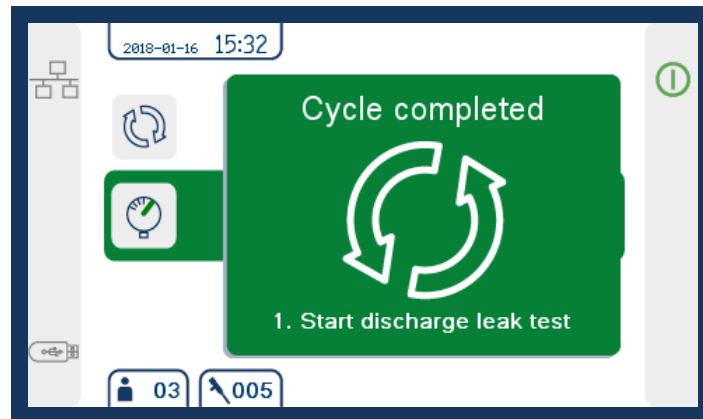 2018-01-16 15:32
Cycle completed
1. Start discharge leak test
03 005